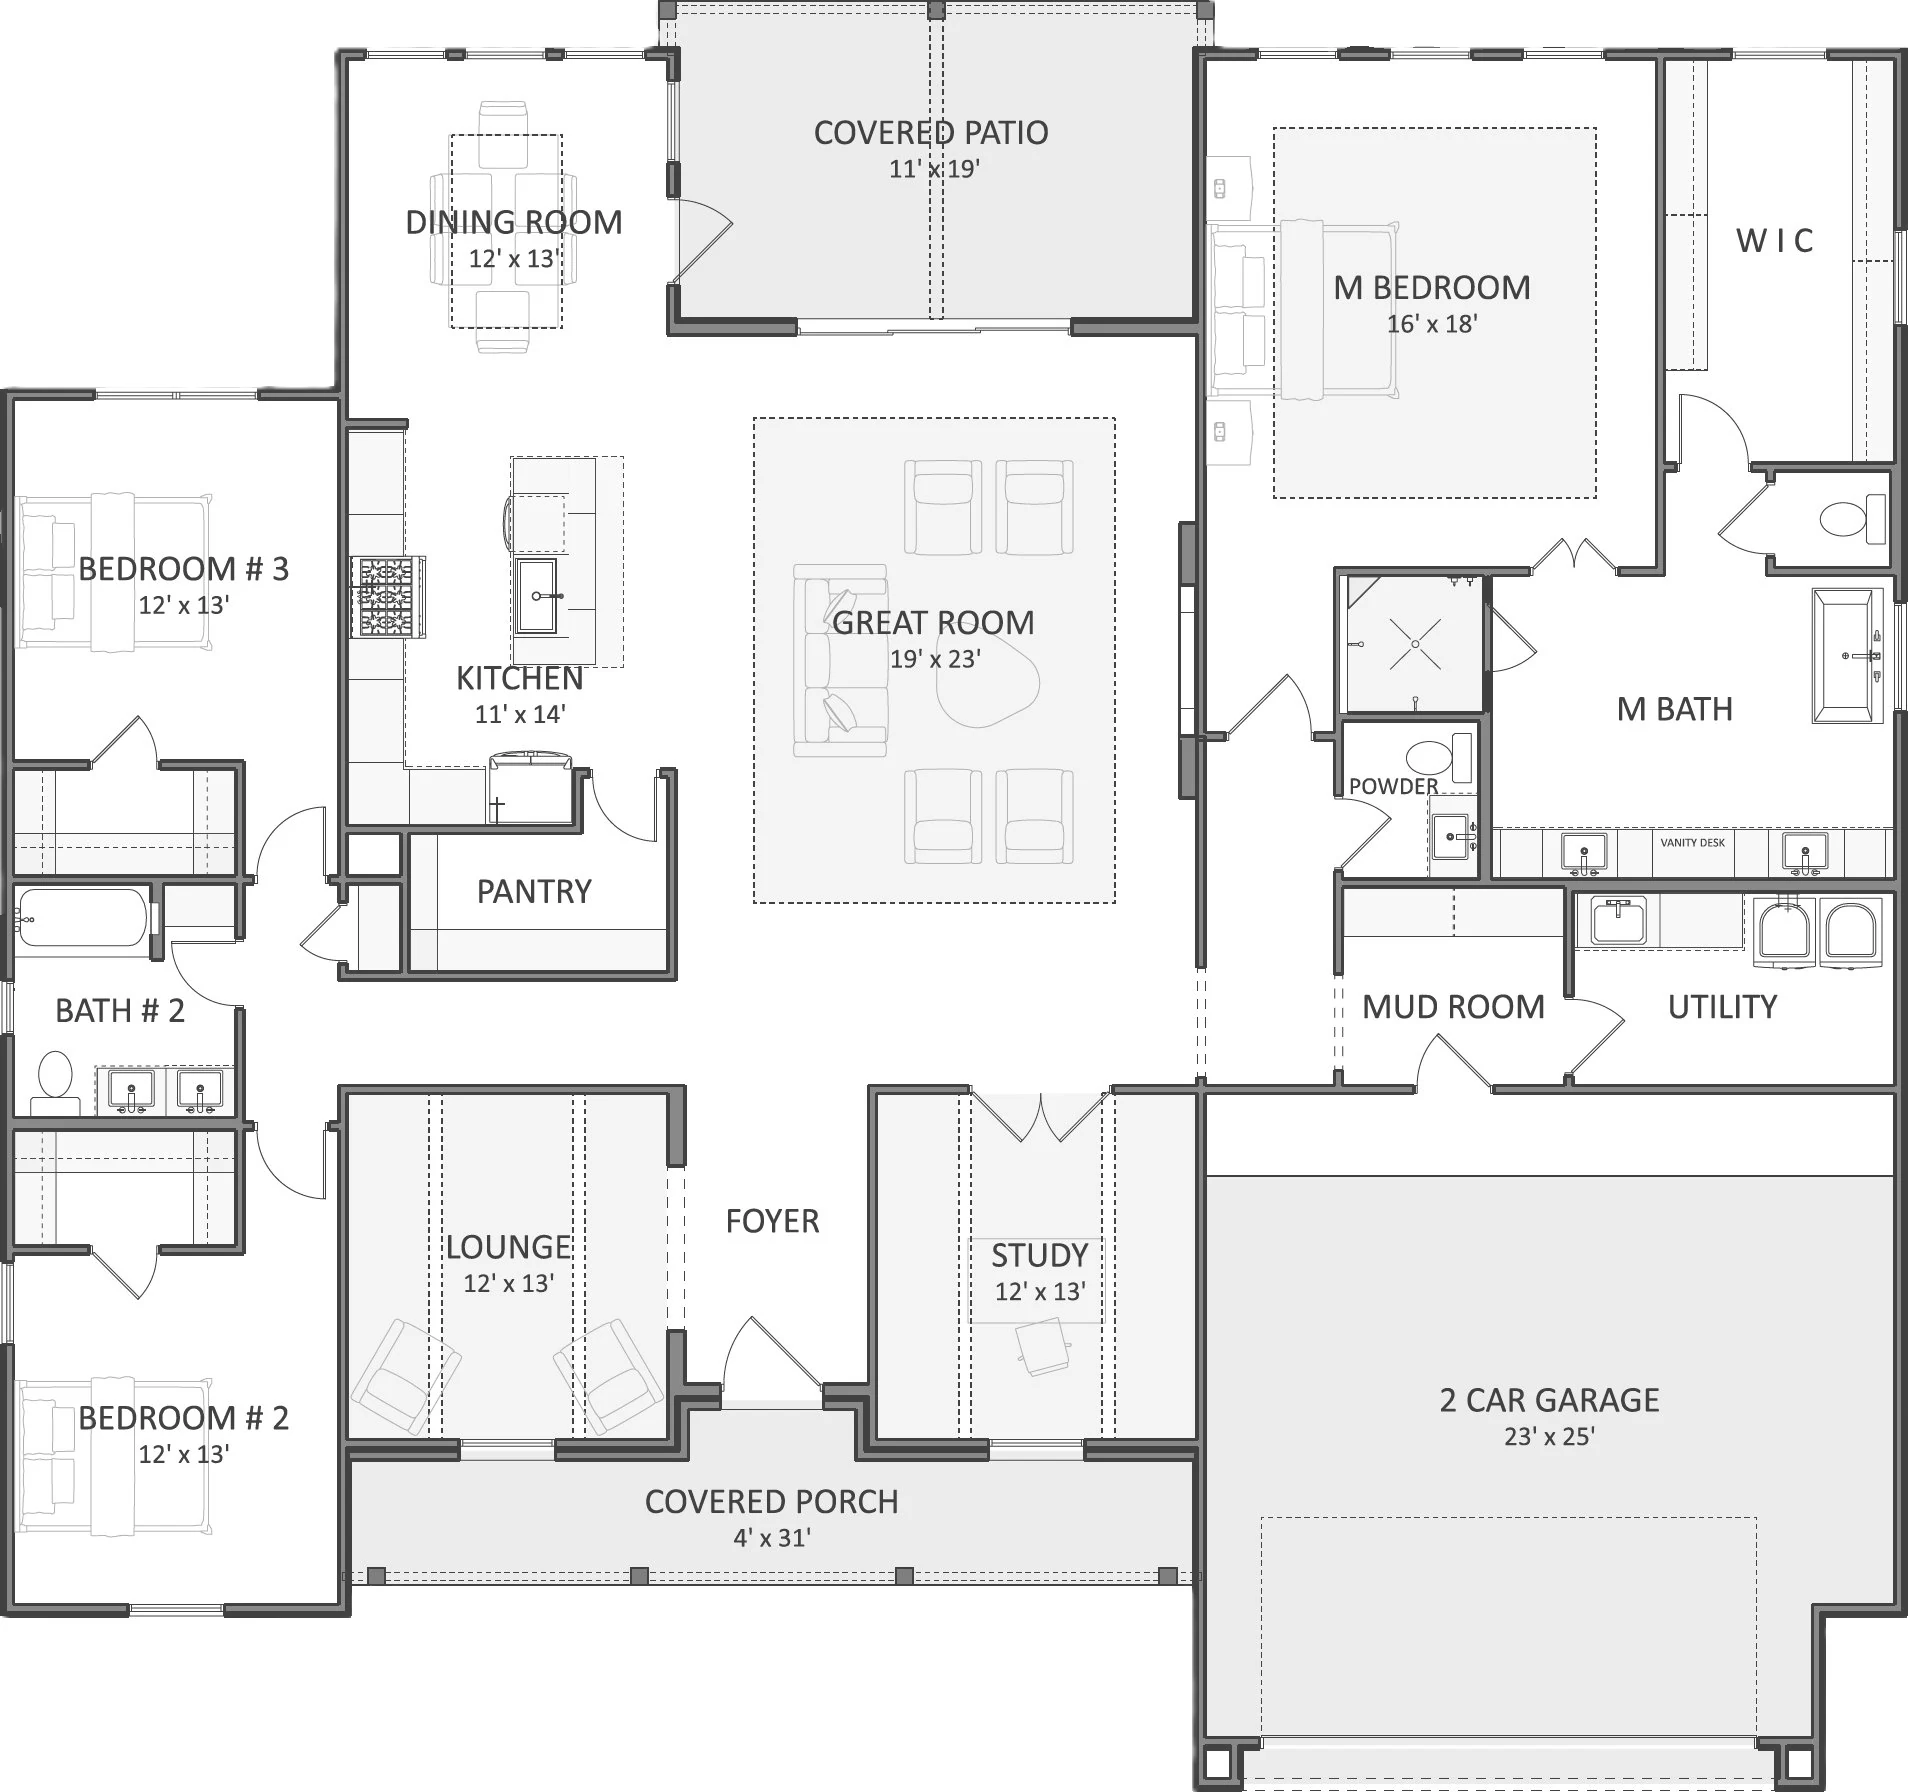 COVERED PATIO
11' x 19'
DINING ROOM
12' x 13'
W I C
M BEDROOM
16' x 18'
BEDROOM # 3
12' x 13'
GREAT ROOM
19' x 23'
KITCHEN
11' x 14'
M BATH
POWDER
VANITY DESK
PANTRY
BATH # 2
MUD ROOM
UTILITY
FOYER
LOUNGE
12' x 13'
STUDY
12' x 13'
2 CAR GARAGE
23' x 25'
BEDROOM # 2
12' x 13'
COVERED PORCH
4' x 31'